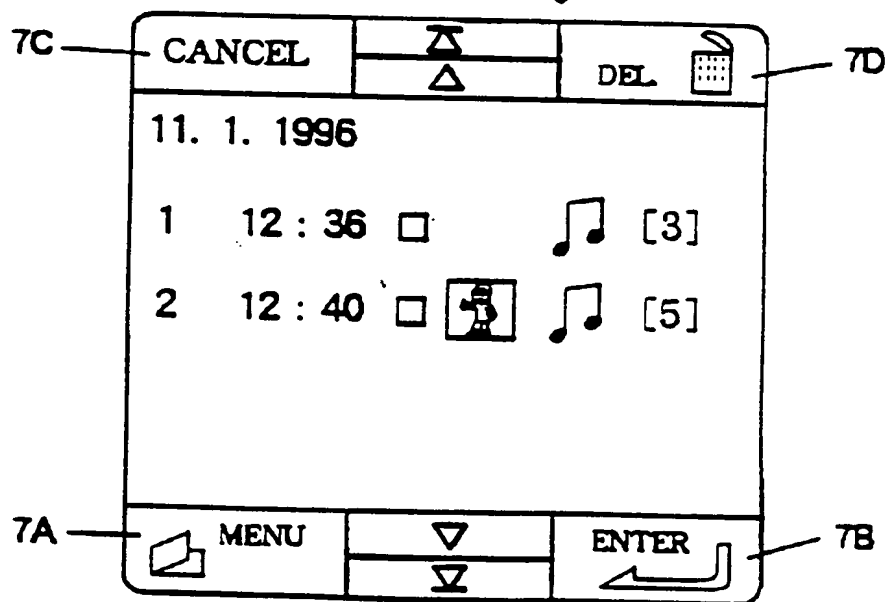 7C CANCEL DEL. 7D
11. 1. 1996
1 12 : 36 [3]
2 12 : 40 [5]
7A MENU ENTER 7B